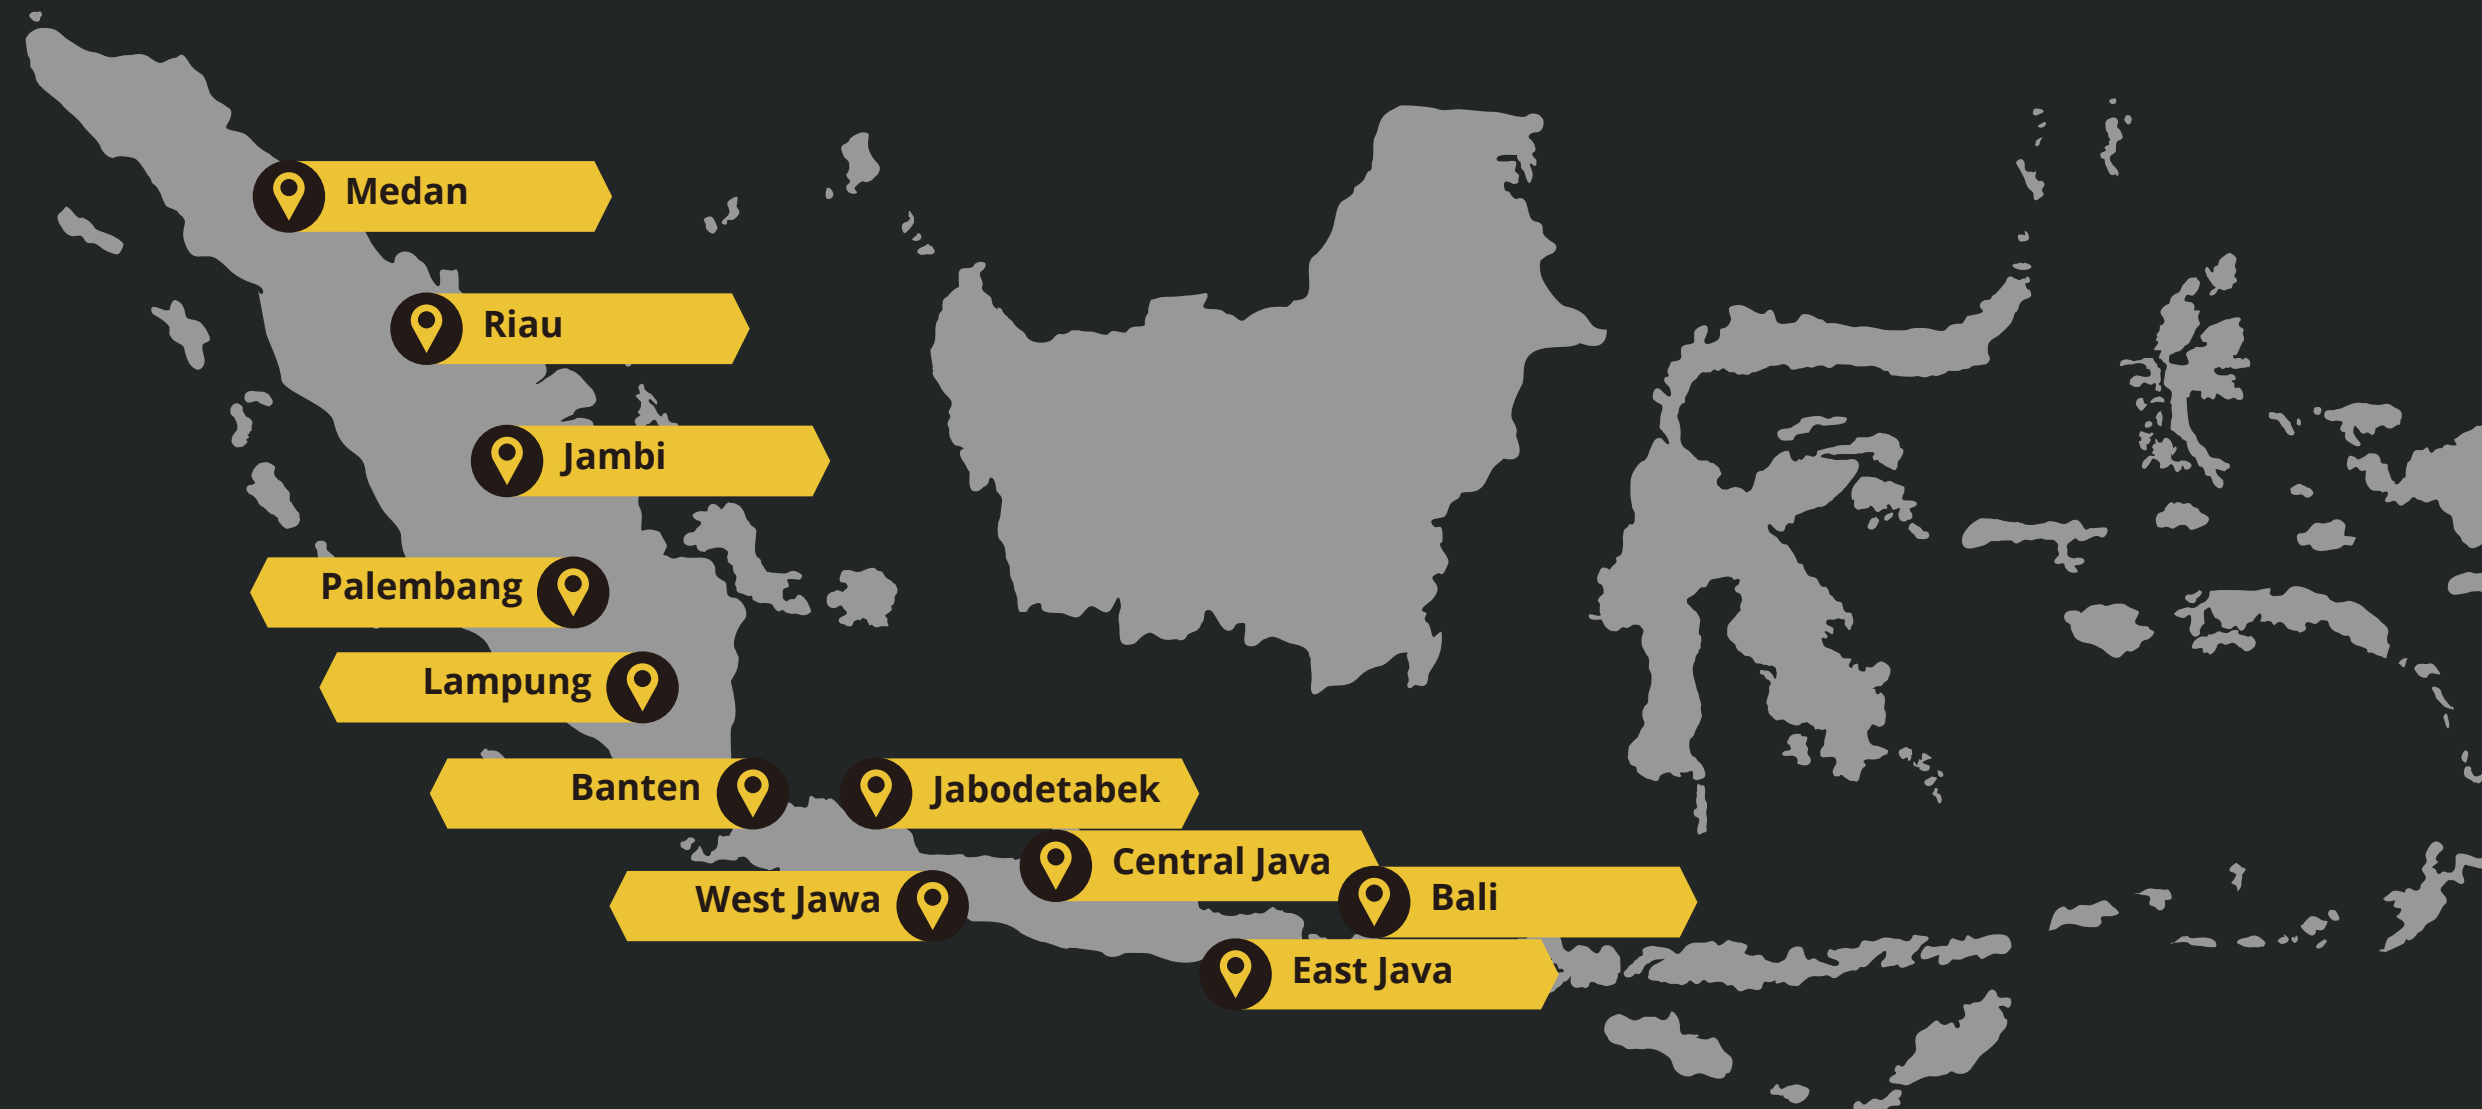 Medan
Riau
Jambi
Palembang
Lampung
Banten
Jabodetabek
Central Java
West Jawa
Bali
East Java